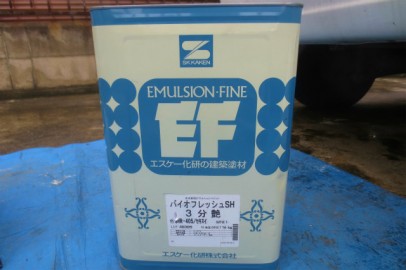 SK KAKEN
EMULSION·FINE
EF
エスケー化研の建築塗材
バイオフレッシュSH
3分艶
エスケー化研株式会社